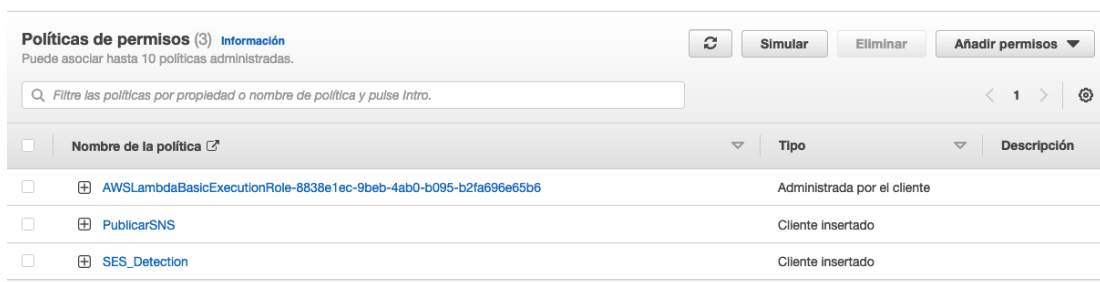 Políticas de permisos (3) Información
Puede asociar hasta 10 políticas administradas.
Simular
Eliminar
Añadir permisos
Filtre las políticas por propiedad o nombre de política y pulse Intro.
1
Nombre de la política Tipo Descripción
AWSLambdaBasicExecutionRole-8838e1ec-9beb-4ab0-b095-b2fa696e65b6 Administrada por el cliente
PublicarSNS Cliente insertado
SES_Detection Cliente insertado